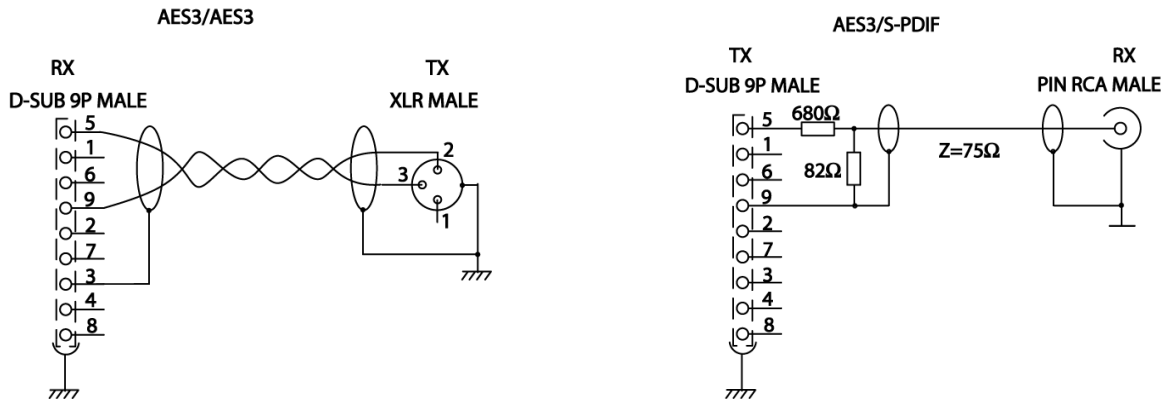 AES3/AES3
RX
D-SUB 9P MALE
TX
XLR MALE
5
1
6
9
2
7
3
4
8
2
3
1
AES3/S-PDIF
TX
D-SUB 9P MALE
RX
PIN RCA MALE
5
1
6
9
2
7
3
4
8
680Ω
82Ω
Z=75Ω